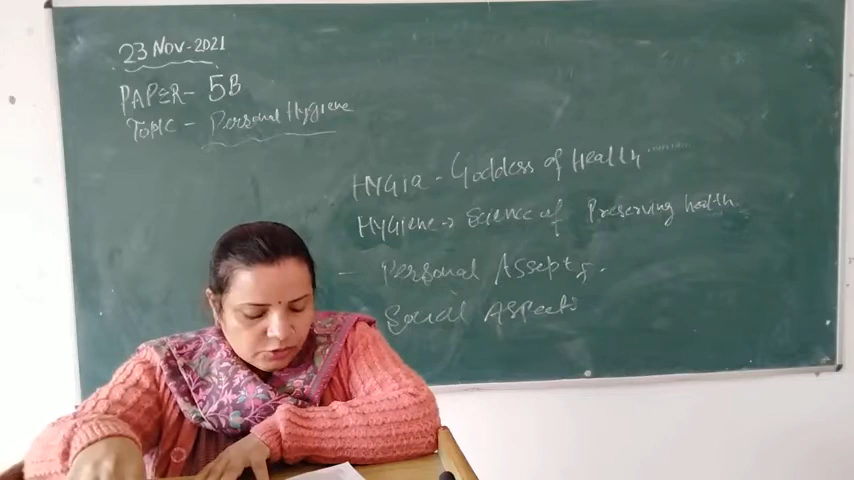 23 Nov-2021
PAPER- 5B
Topic - Personal Hygiene
HYGIA - Goddess of Health
HYGIENE → Science of Preserving health
- Personal Assepts.
Social Aspects